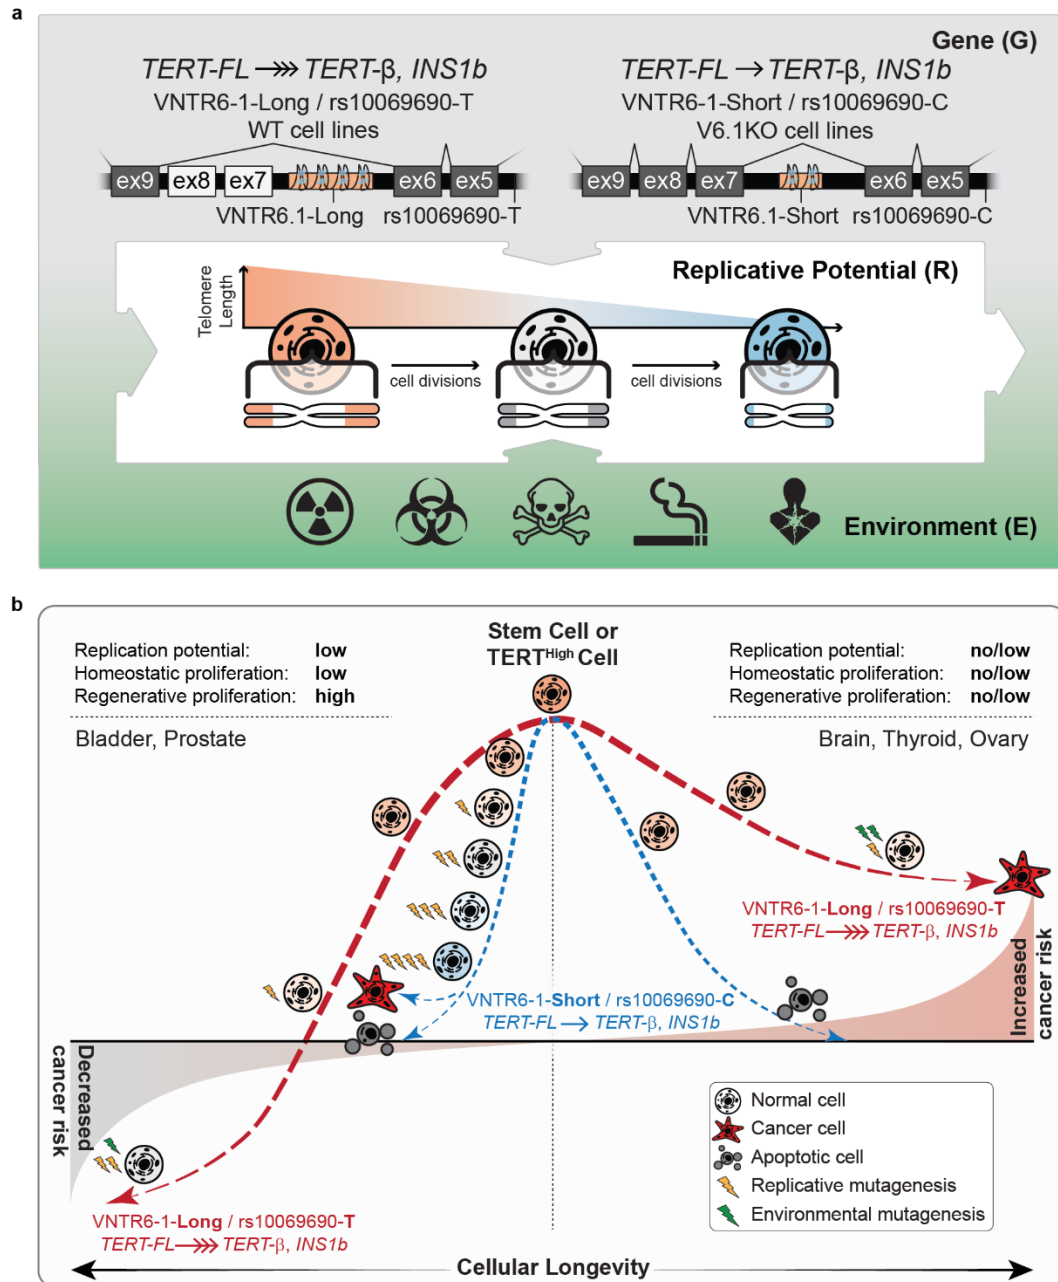 a
Gene (G)
TERT-FL →>> TERT-β, INS1b
VNTR6-1-Long / rs10069690-T
WT cell lines
ex9 ex8 ex7 ex6 ex5
VNTR6.1-Long rs10069690-T
TERT-FL → TERT-β, INS1b
VNTR6-1-Short / rs10069690-C
V6.1KO cell lines
ex9 ex8 ex7 ex6 ex5
VNTR6.1-Short rs10069690-C
Replicative Potential (R)
Telomere
Length
cell divisions
cell divisions
Environment (E)
b
Replication potential: low
Homeostatic proliferation: low
Regenerative proliferation: high
Bladder, Prostate
Stem Cell or
TERTHigh Cell
Replication potential: no/low
Homeostatic proliferation: no/low
Regenerative proliferation: no/low
Brain, Thyroid, Ovary
VNTR6-1-Long / rs10069690-T
TERT-FL →>> TERT-β, INS1b
Increased
cancer risk
VNTR6-1-Short / rs10069690-C
TERT-FL → TERT-β, INS1b
Decreased
cancer risk
VNTR6-1-Long / rs10069690-T
TERT-FL →>> TERT-β, INS1b
Normal cell
Cancer cell
Apoptotic cell
Replicative mutagenesis
Environmental mutagenesis
Cellular Longevity